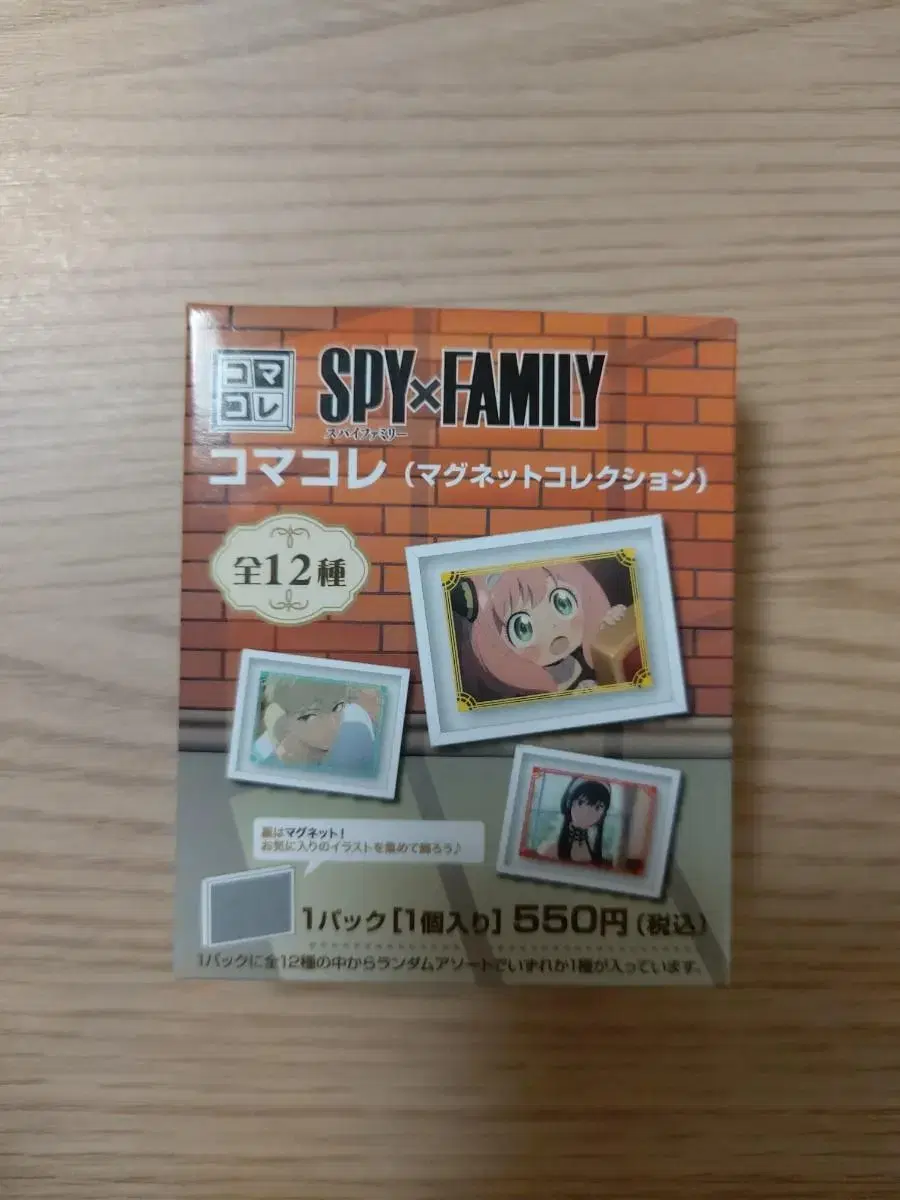 コマ
コレ
SPY×FAMILY
スパイファミリー
コマコレ（マグネットコレクション）
全12種
裏はマグネット！
お気に入りのイラストを集めて飾ろう♪
1パック［1個入り］550円（税込）
1パックに全12種の中からランダムアソートでいずれか1種が入っています。